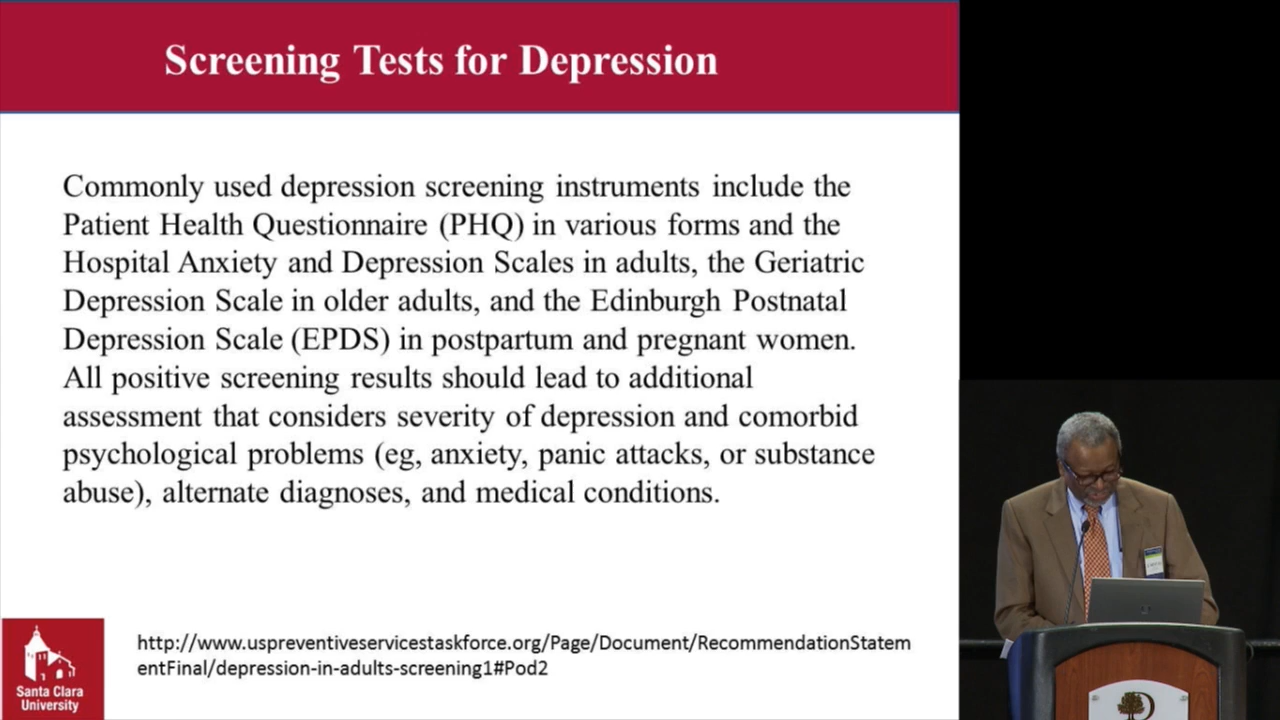 Screening Tests for Depression
Commonly used depression screening instruments include the
Patient Health Questionnaire (PHQ) in various forms and the
Hospital Anxiety and Depression Scales in adults, the Geriatric
Depression Scale in older adults, and the Edinburgh Postnatal
Depression Scale (EPDS) in postpartum and pregnant women.
All positive screening results should lead to additional
assessment that considers severity of depression and comorbid
psychological problems (eg, anxiety, panic attacks, or substance
abuse), alternate diagnoses, and medical conditions.
http://www.uspreventiveservicestaskforce.org/Page/Document/RecommendationStatem
entFinal/depression-in-adults-screening1#Pod2
Santa Clara
University